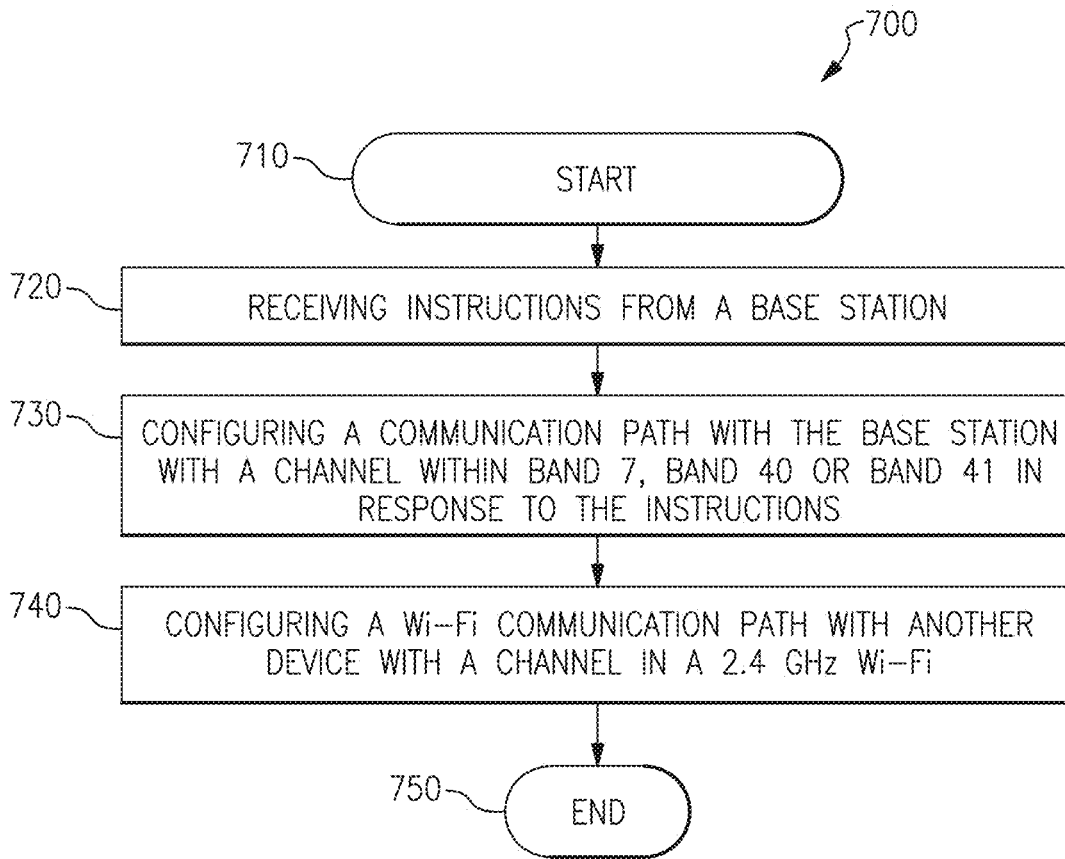 700
710
START
720
RECEIVING INSTRUCTIONS FROM A BASE STATION
730
CONFIGURING A COMMUNICATION PATH WITH THE BASE STATION
WITH A CHANNEL WITHIN BAND 7, BAND 40 OR BAND 41 IN
RESPONSE TO THE INSTRUCTIONS
740
CONFIGURING A Wi-Fi COMMUNICATION PATH WITH ANOTHER
DEVICE WITH A CHANNEL IN A 2.4 GHz Wi-Fi
750
END